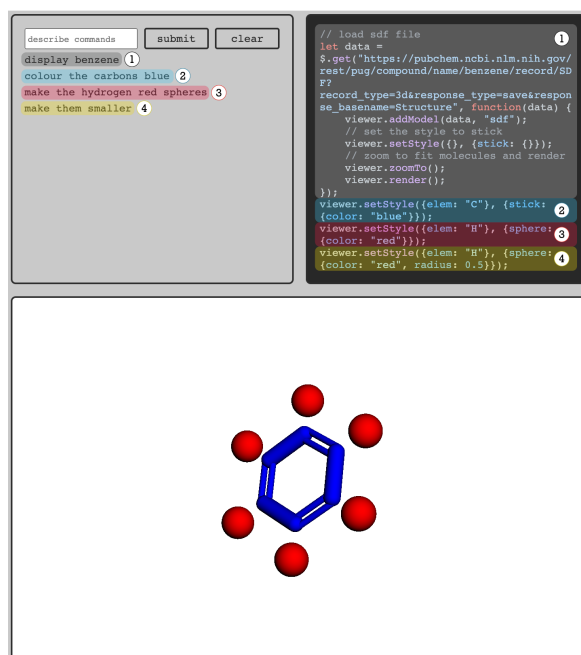 describe commands
submit
clear
display benzene 1
colour the carbons blue 2
make the hydrogen red spheres 3
make them smaller 4
// load sdf file
1
let data =
$.get("https://pubchem.ncbi.nlm.nih.gov/
rest/pug/compound/name/benzene/record/SD
F?
record_type=3d&response_type=save&respon
se_basename=Structure", function(data) {
    viewer.addModel(data, "sdf");
    // set the style to stick
    viewer.setStyle({}, {stick: {}});
    // zoom to fit molecules and render
    viewer.zoomTo();
    viewer.render();
});
viewer.setStyle({elem: "C"}, {stick:
{color: "blue"}});
2
viewer.setStyle({elem: "H"}, {sphere:
{color: "red"}});
3
viewer.setStyle({elem: "H"}, {sphere:
{color: "red", radius: 0.5}});
4